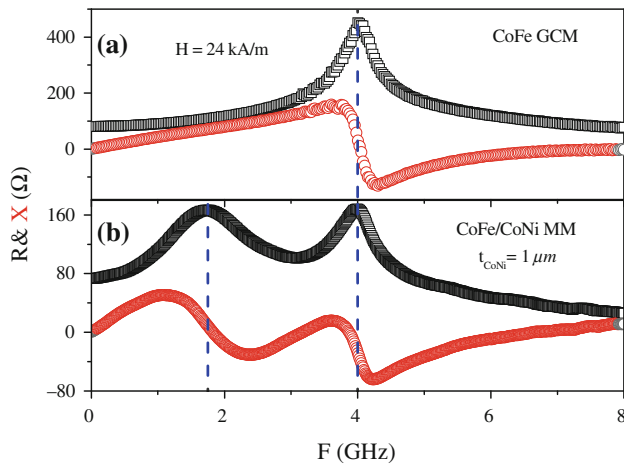 (a)
H = 24 kA/m
CoFe GCM
400
200
0
R& X (Ω)
(b)
CoFe/CoNi MM
t_CoNi = 1 μm
160
80
0
−80
0 2 4 6 8
F (GHz)